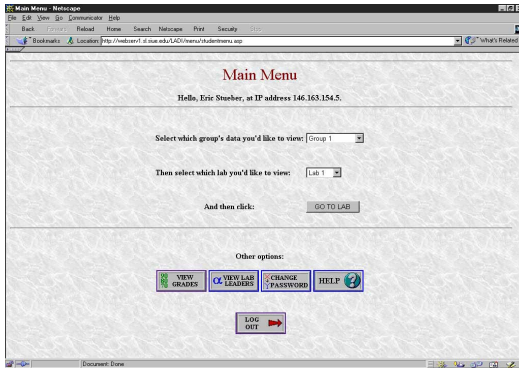 Main Menu - Netscape
File Edit View Go Communicator Help
Back Forward Reload Home Search Netscape Print Security Stop
Bookmarks Location: http://webserv1.sl.siue.edu/LADI/menu/studentmenu.asp What's Related
Main Menu
Hello, Eric Stueber, at IP address 146.163.154.5.
Select which group's data you'd like to view: Group 1
Then select which lab you'd like to view: Lab 1
And then click: GO TO LAB
Other options:
VIEW GRADES
α VIEW LAB LEADERS
CHANGE PASSWORD
HELP ?
LOG OUT
Document: Done